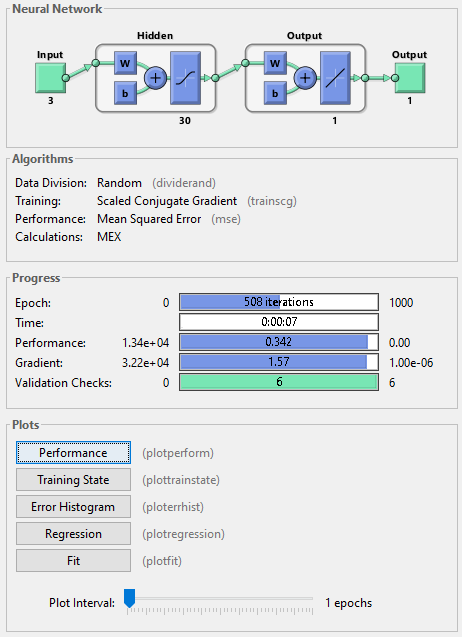 Neural Network
Hidden Output
Input Output
W W
b b
3 30 1 1
Algorithms
Data Division: Random (dividerand)
Training: Scaled Conjugate Gradient (trainscg)
Performance: Mean Squared Error (mse)
Calculations: MEX
Progress
Epoch: 0 508 iterations 1000
Time: 0:00:07
Performance: 1.34e+04 0.342 0.00
Gradient: 3.22e+04 1.57 1.00e-06
Validation Checks: 0 6 6
Plots
Performance (plotperform)
Training State (plottrainstate)
Error Histogram (ploterrhist)
Regression (plotregression)
Fit (plotfit)
Plot Interval: 1 epochs